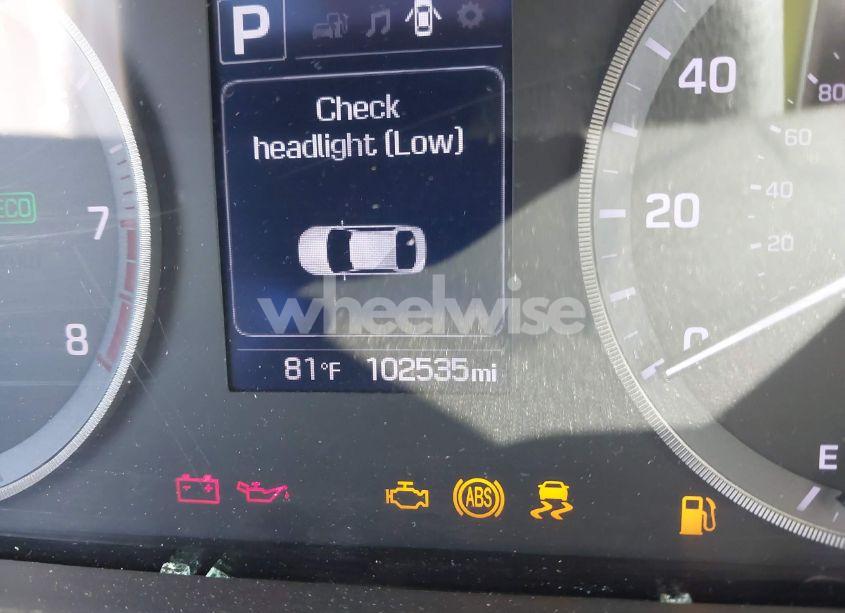 P
Check
headlight (Low)
ECO
7
8
81°F 102535mi
40
20
80
60
40
20
E
ABS
wheelwise